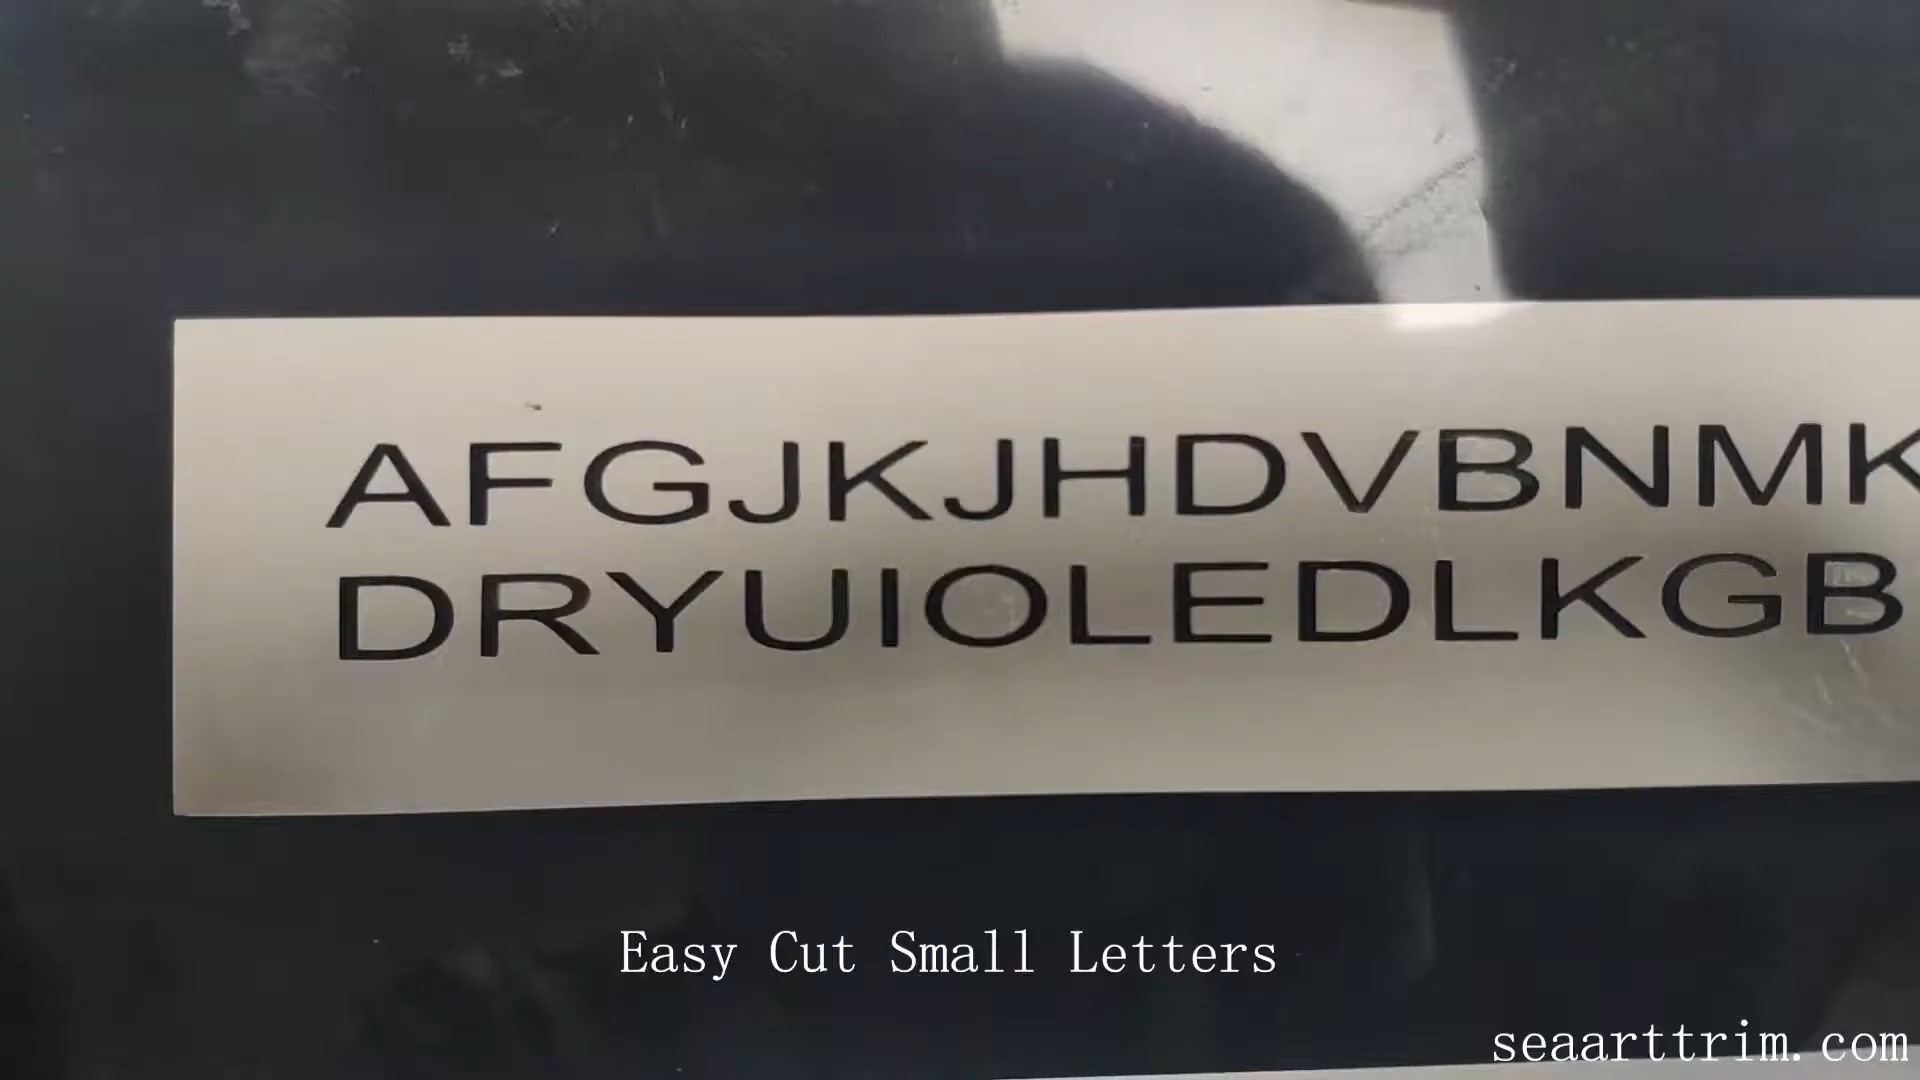 AFGJKJHDVBNMK
DRYUIOLEDLKGB
Easy Cut Small Letters
seaarttrim.com